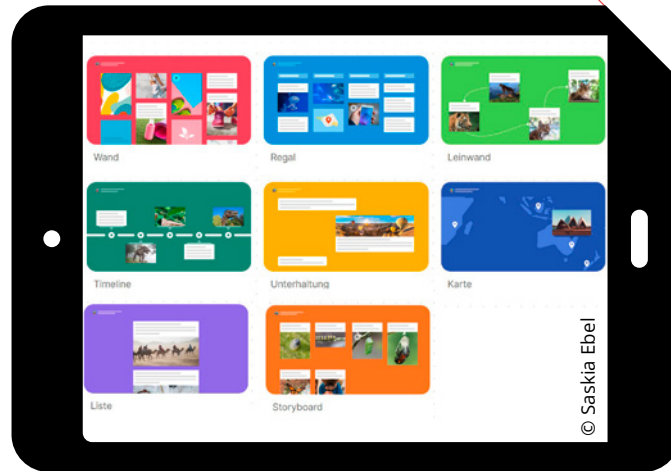 Wand
Regal
Leinwand
Timeline
Unterhaltung
Karte
Liste
Storyboard
© Saskia Ebel